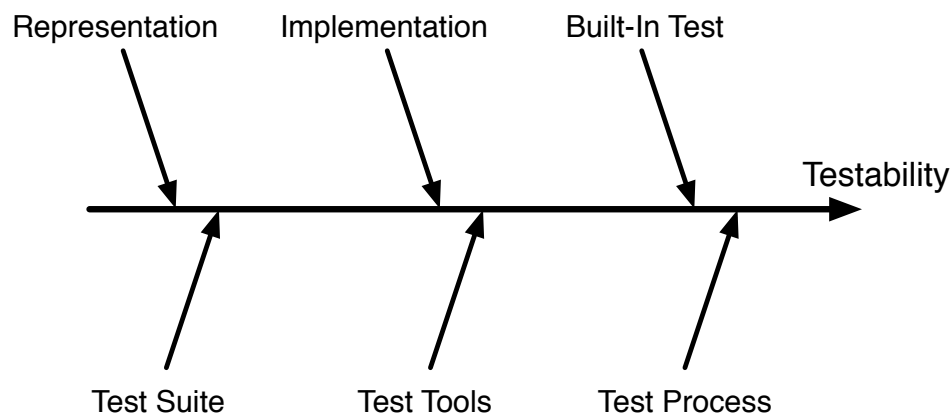 Representation
Implementation
Built-In Test
Testability
Test Suite
Test Tools
Test Process